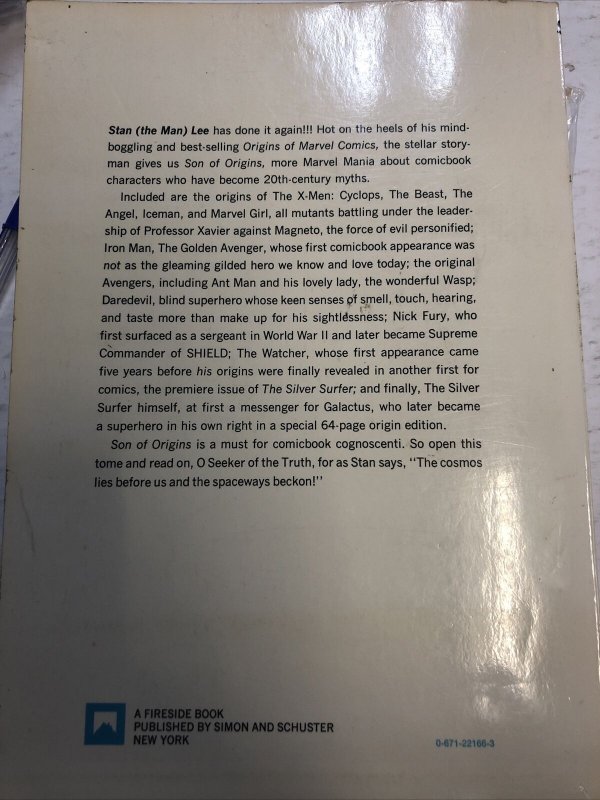 Stan (the Man) Lee has done it again!!! Hot on the heels of his mind-
boggling and best-selling Origins of Marvel Comics, the stellar story-
man gives us Son of Origins, more Marvel Mania about comicbook
characters who have become 20th-century myths.
Included are the origins of The X-Men: Cyclops, The Beast, The
Angel, Iceman, and Marvel Girl, all mutants battling under the leader-
ship of Professor Xavier against Magneto, the force of evil personified;
Iron Man, The Golden Avenger, whose first comicbook appearance was
not as the gleaming gilded hero we know and love today; the original
Avengers, including Ant Man and his lovely lady, the wonderful Wasp;
Daredevil, blind superhero whose keen senses of smell, touch, hearing,
and taste more than make up for his sightlessness; Nick Fury, who
first surfaced as a sergeant in World War II and later became Supreme
Commander of SHIELD; The Watcher, whose first appearance came
five years before his origins were finally revealed in another first for
comics, the premiere issue of The Silver Surfer; and finally, The Silver
Surfer himself, at first a messenger for Galactus, who later became
a superhero in his own right in a special 64-page origin edition.
Son of Origins is a must for comicbook cognoscenti. So open this
tome and read on, O Seeker of the Truth, for as Stan says, "The cosmos
lies before us and the spaceways beckon!"
A FIRESIDE BOOK
PUBLISHED BY SIMON AND SCHUSTER
NEW YORK
0-671-22166-3